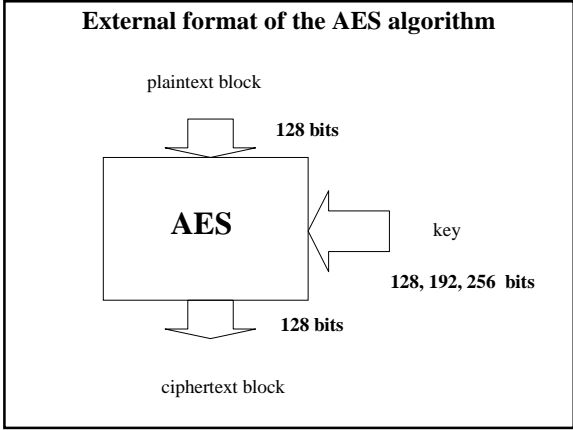 External format of the AES algorithm
plaintext block
128 bits
AES
key
128, 192, 256 bits
128 bits
ciphertext block